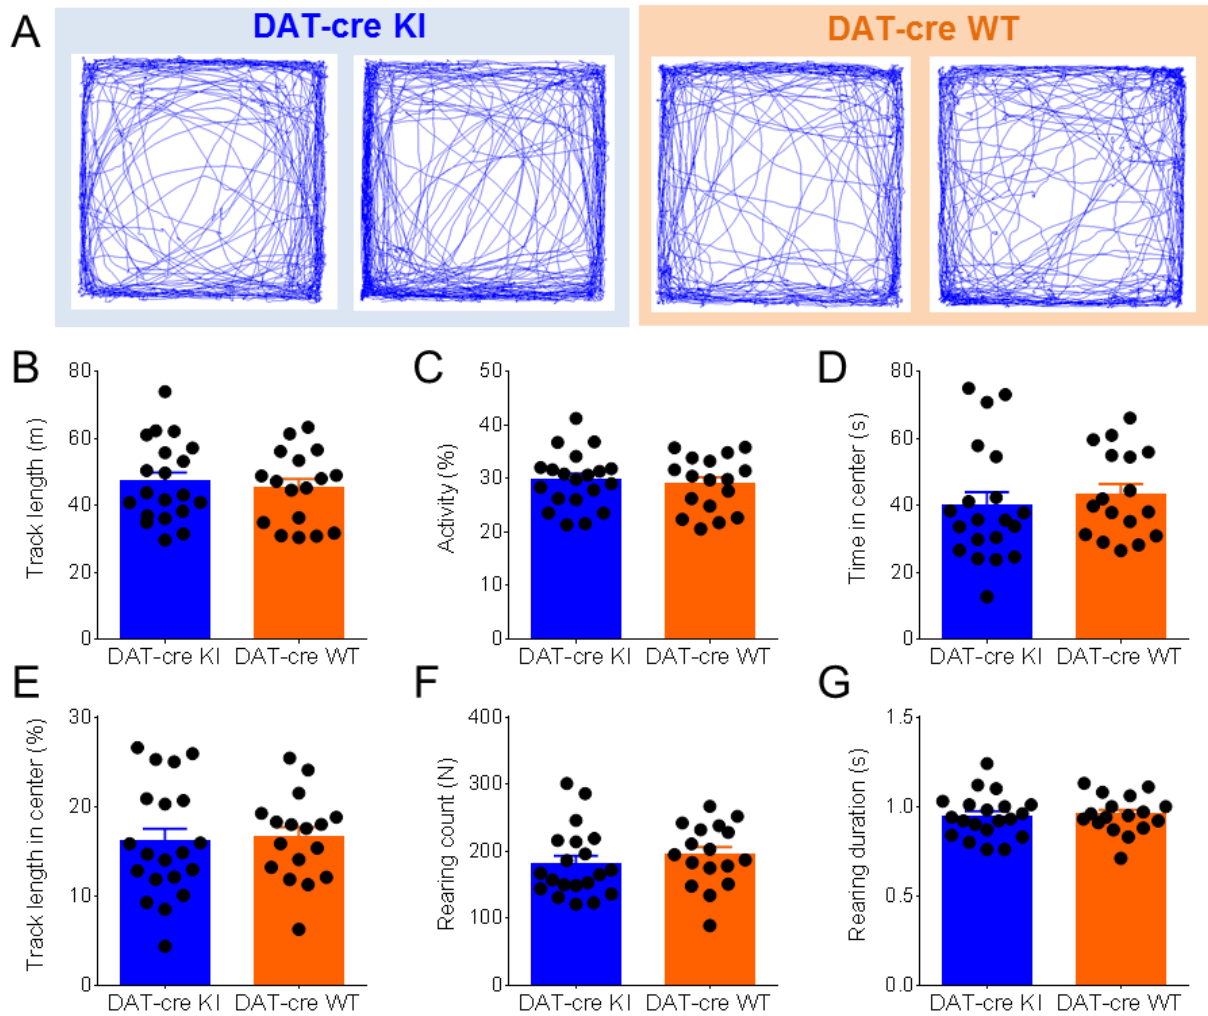 A
DAT-cre KI
DAT-cre WT
B
Track length (m)
80
60
40
20
0
DAT-cre KI
DAT-cre WT
C
Activity (%)
50
40
30
20
10
0
DAT-cre KI
DAT-cre WT
D
Time in center (s)
80
60
40
20
0
DAT-cre KI
DAT-cre WT
E
Track length in center (%)
30
20
10
0
DAT-cre KI
DAT-cre WT
F
Rearing count (N)
400
300
200
100
0
DAT-cre KI
DAT-cre WT
G
Rearing duration (s)
1.5
1.0
0.5
0.0
DAT-cre KI
DAT-cre WT